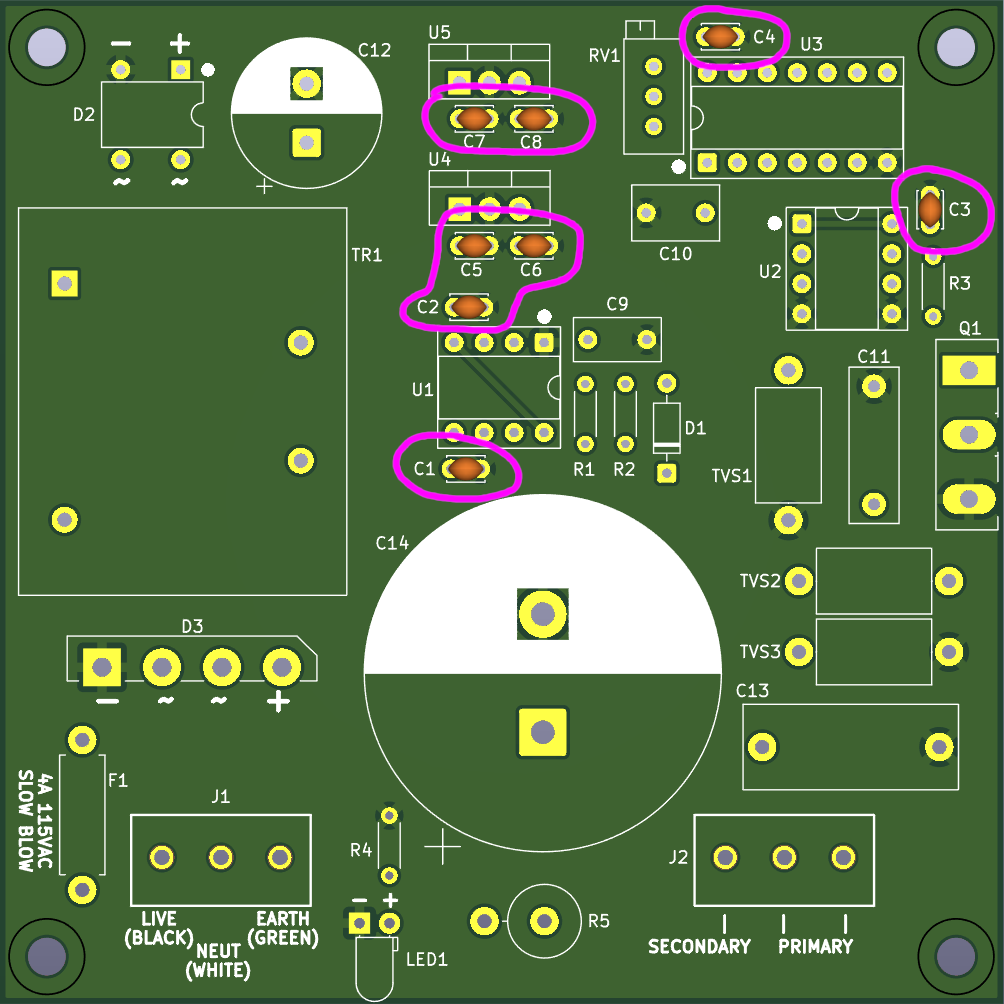 C4
U5
U3
C12
− +
RV1
D2
C7 C8
U4
~ ~
C3
C10
TR1
C5 C6
U2
R3
C2
C9
Q1
C11
U1
D1
C1
R1 R2
TVS1
C14
TVS2
D3
TVS3
− ~ ~ +
C13
F1
4A 115VAC
SLOW BLOW
J1
R4
J2
− +
LIVE
(BLACK)
EARTH
(GREEN)
R5
NEUT
(WHITE)
SECONDARY PRIMARY
LED1